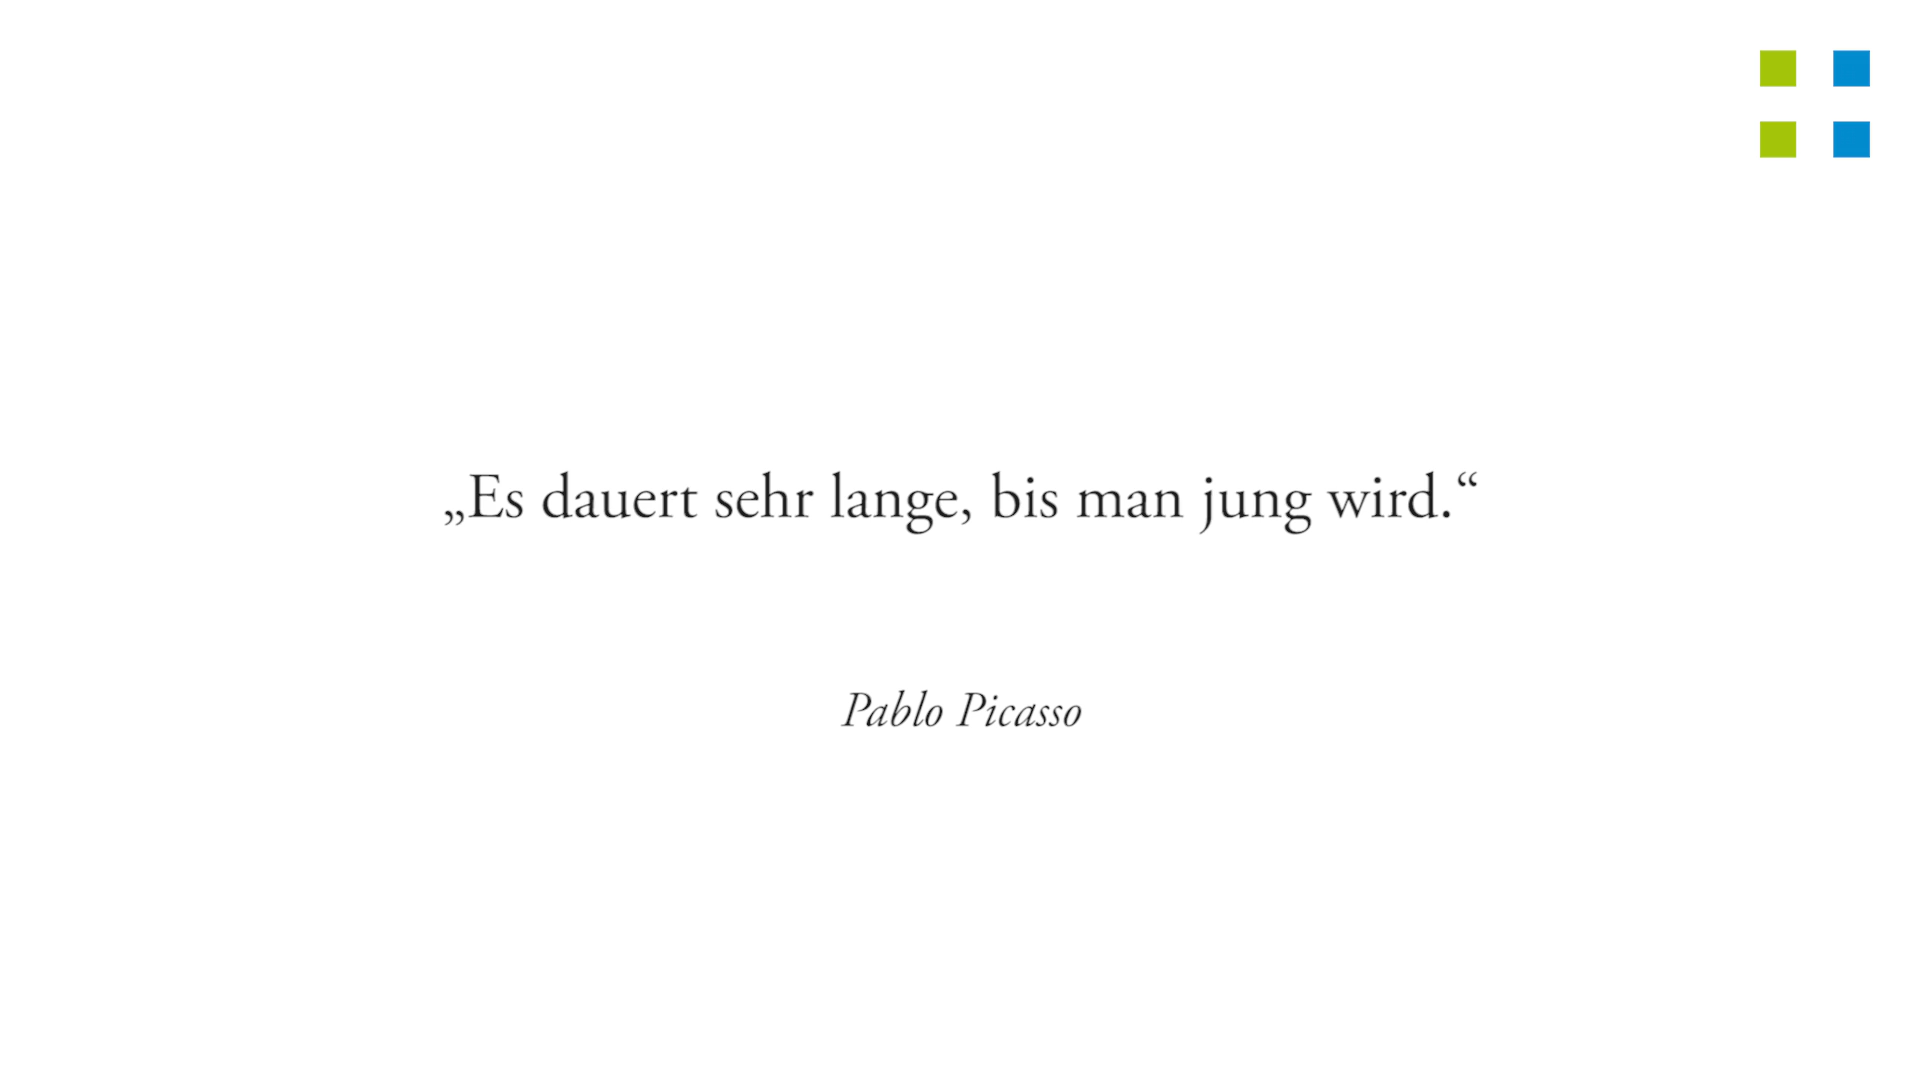 „Es dauert sehr lange, bis man jung wird.“
Pablo Picasso